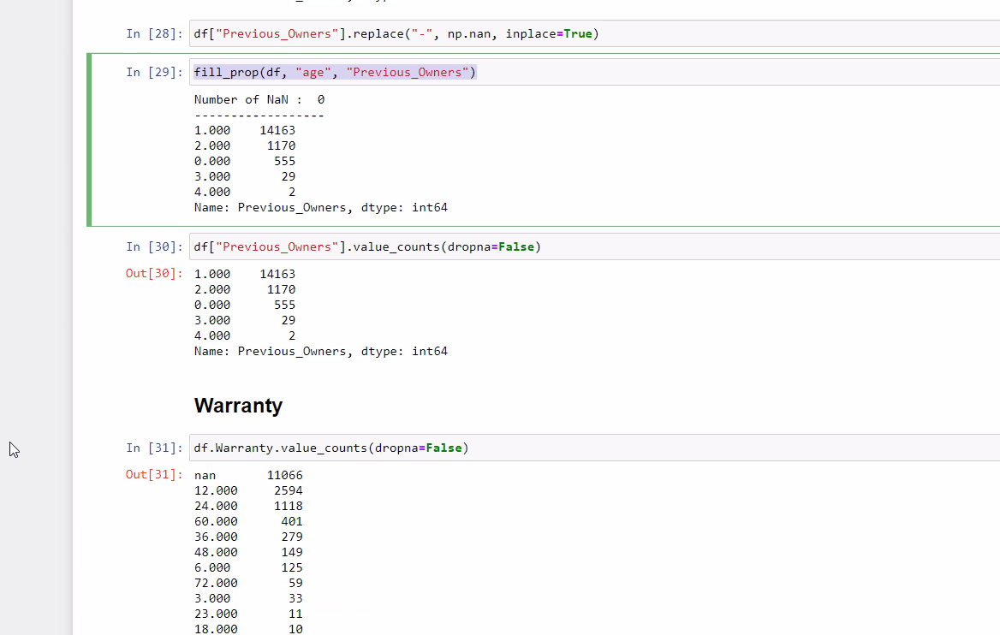 In [28]: df["Previous_Owners"].replace("-", np.nan, inplace=True)
In [29]: fill_prop(df, "age", "Previous_Owners")
Number of NaN :  0
------------------
1.000    14163
2.000     1170
0.000      555
3.000       29
4.000        2
Name: Previous_Owners, dtype: int64
In [30]: df["Previous_Owners"].value_counts(dropna=False)
Out[30]: 1.000    14163
2.000     1170
0.000      555
3.000       29
4.000        2
Name: Previous_Owners, dtype: int64
Warranty
In [31]: df.Warranty.value_counts(dropna=False)
Out[31]: nan       11066
12.000     2594
24.000     1118
60.000      401
36.000      279
48.000      149
6.000       125
72.000       59
3.000        33
23.000       11
18.000       10